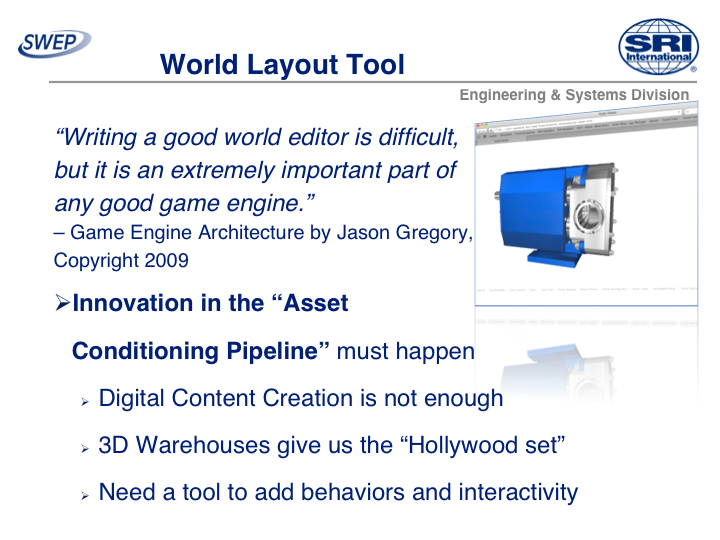 SWEP
World Layout Tool
SRI
International
®
Engineering & Systems Division
“Writing a good world editor is difficult,
but it is an extremely important part of
any good game engine.”
– Game Engine Architecture by Jason Gregory,
Copyright 2009
➢Innovation in the “Asset
Conditioning Pipeline” must happen
➢ Digital Content Creation is not enough
➢ 3D Warehouses give us the “Hollywood set”
➢ Need a tool to add behaviors and interactivity